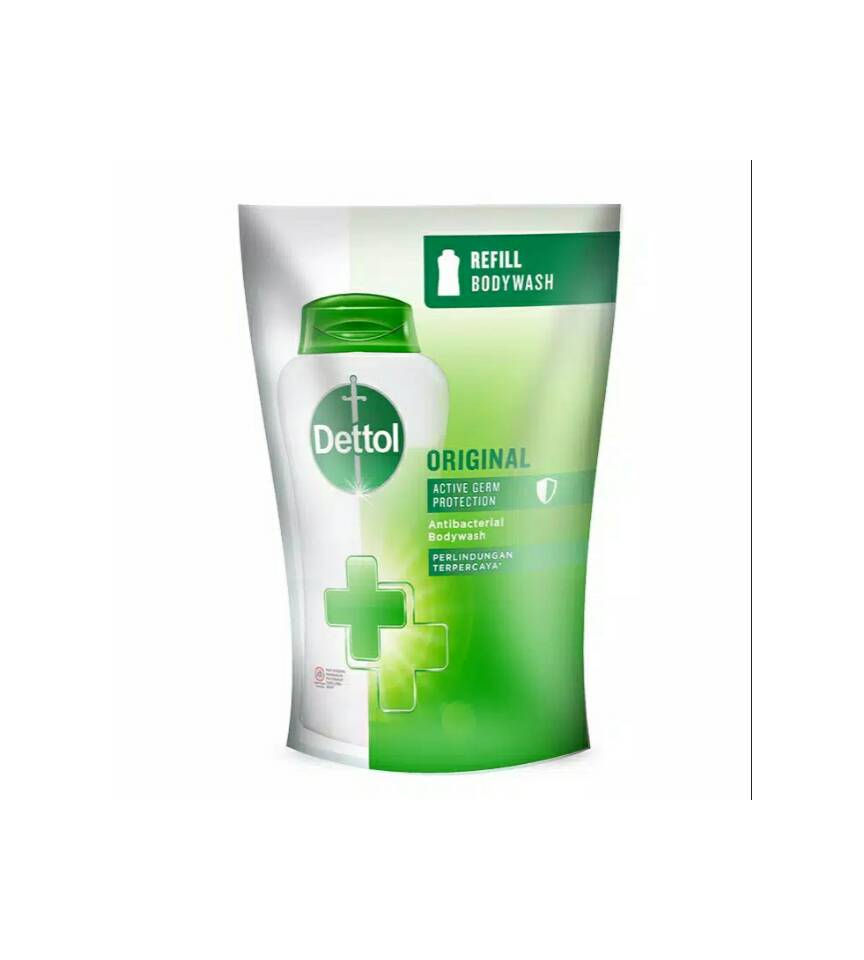 REFILL
BODYWASH
Dettol
ORIGINAL
ACTIVE GERM
PROTECTION
Antibacterial
Bodywash
PERLINDUNGAN
TERPERCAYA*